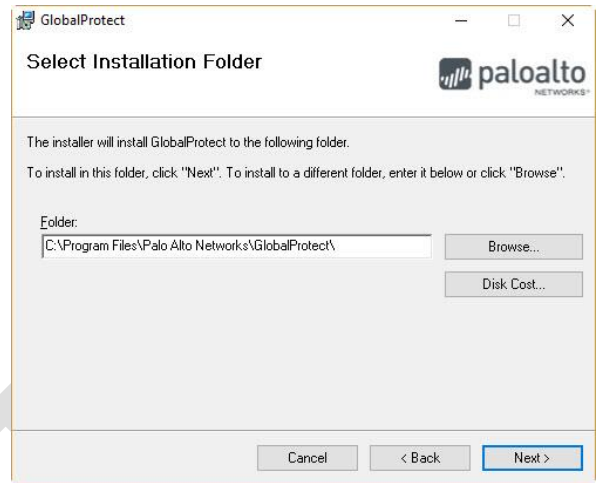 GlobalProtect
Select Installation Folder
paloalto
NETWORKS®
The installer will install GlobalProtect to the following folder.
To install in this folder, click "Next". To install to a different folder, enter it below or click "Browse".
Folder:
C:\Program Files\Palo Alto Networks\GlobalProtect\
Browse...
Disk Cost...
Cancel
< Back
Next >